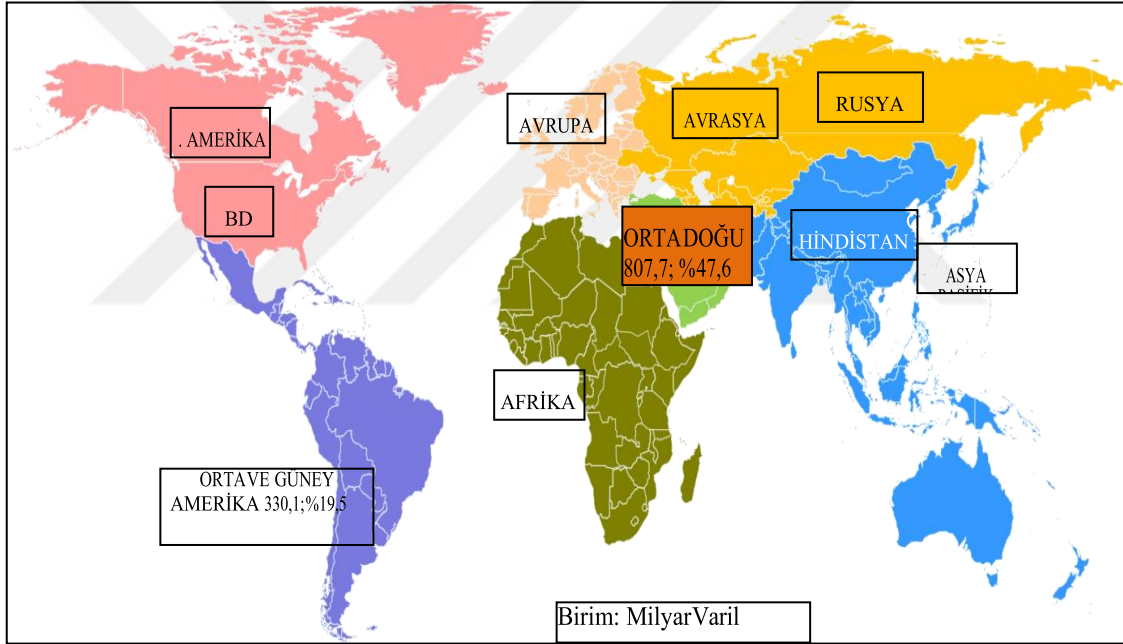 . AMERİKA
BD
AVRUPA
AVRASYA
RUSYA
ORTADOĞU
807,7; %47,6
HİNDİSTAN
ASYA
AFRİKA
ORTAVE GÜNEY
AMERİKA 330,1;%19,5
Birim: MilyarVaril